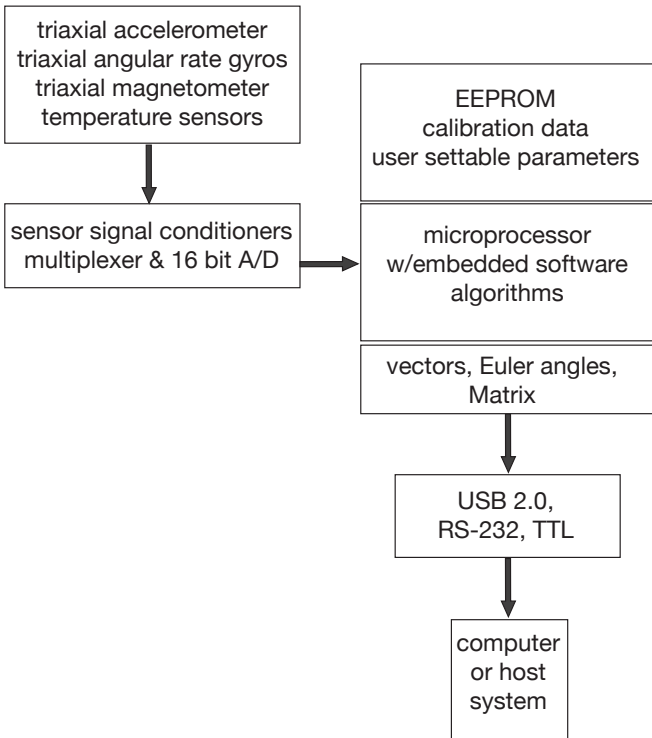 triaxial accelerometer
triaxial angular rate gyros
triaxial magnetometer
temperature sensors
sensor signal conditioners
multiplexer & 16 bit A/D
EEPROM
calibration data
user settable parameters
microprocessor
w/embedded software
algorithms
vectors, Euler angles,
Matrix
USB 2.0,
RS-232, TTL
computer
or host
system